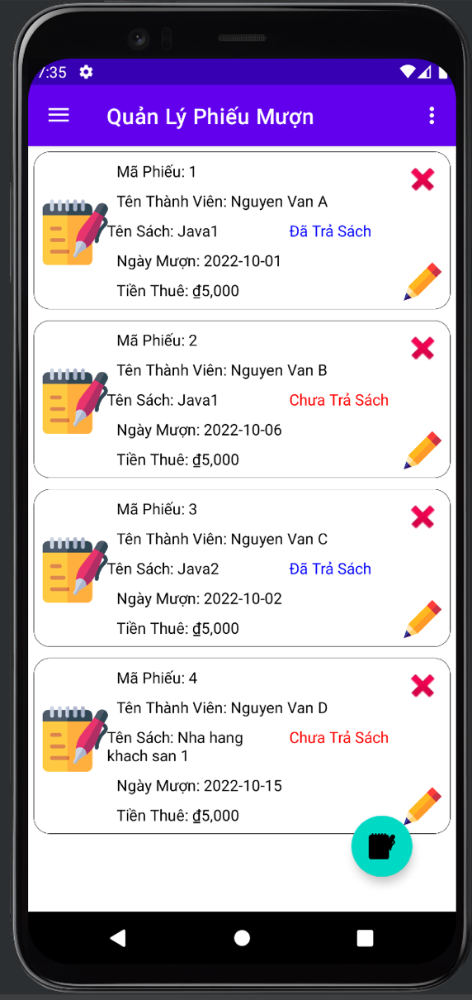 7:35
Quản Lý Phiếu Mượn
Mã Phiếu: 1
Tên Thành Viên: Nguyen Van A
Tên Sách: Java1 Đã Trả Sách
Ngày Mượn: 2022-10-01
Tiền Thuê: ₫5,000
Mã Phiếu: 2
Tên Thành Viên: Nguyen Van B
Tên Sách: Java1 Chưa Trả Sách
Ngày Mượn: 2022-10-06
Tiền Thuê: ₫5,000
Mã Phiếu: 3
Tên Thành Viên: Nguyen Van C
Tên Sách: Java2 Đã Trả Sách
Ngày Mượn: 2022-10-02
Tiền Thuê: ₫5,000
Mã Phiếu: 4
Tên Thành Viên: Nguyen Van D
Tên Sách: Nha hang Chưa Trả Sách
khach san 1
Ngày Mượn: 2022-10-15
Tiền Thuê: ₫5,000